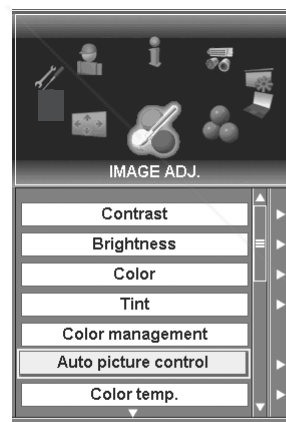 IMAGE ADJ.
Contrast
Brightness
Color
Tint
Color management
Auto picture control
Color temp.